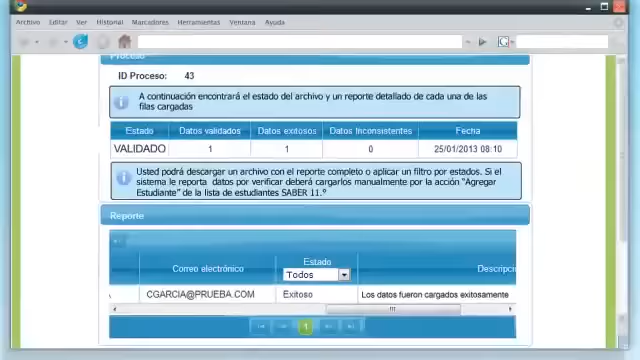 Archivo Editar Ver Historial Marcadores Herramientas Ventana Ayuda
Proceso
ID Proceso: 43
A continuación encontrará el estado del archivo y un reporte detallado de cada una de las
filas cargadas
Estado Datos validados Datos exitosos Datos Inconsistentes Fecha
VALIDADO 1 1 0 25/01/2013 08:10
Usted podrá descargar un archivo con el reporte completo o aplicar un filtro por estados. Si el
sistema le reporta datos por verificar deberá cargarlos manualmente por la acción "Agregar
Estudiante" de la lista de estudiantes SABER 11.º
Reporte
Correo electrónico Estado Descripci
Todos
CGARCIA@PRUEBA.COM Exitoso Los datos fueron cargados exitosamente
1